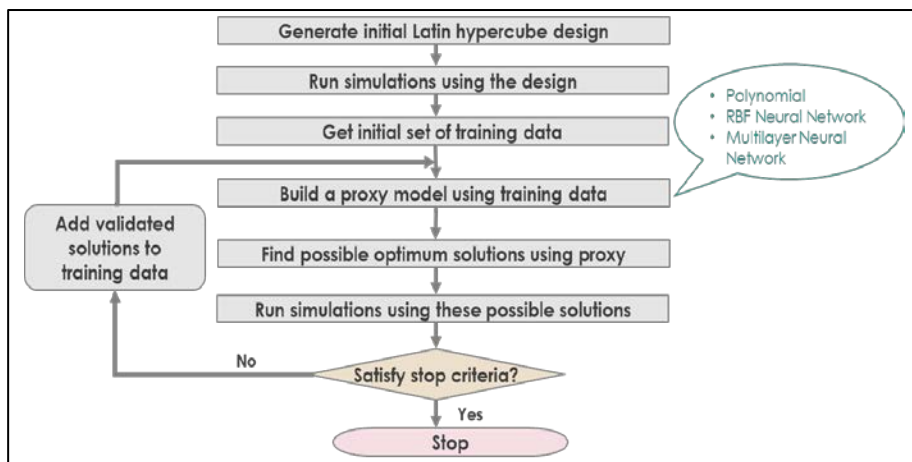 Generate initial Latin hypercube design
Run simulations using the design
Get initial set of training data
• Polynomial
• RBF Neural Network
• Multilayer Neural
Network
Build a proxy model using training data
Add validated
solutions to
training data
Find possible optimum solutions using proxy
Run simulations using these possible solutions
No
Satisfy stop criteria?
Yes
Stop